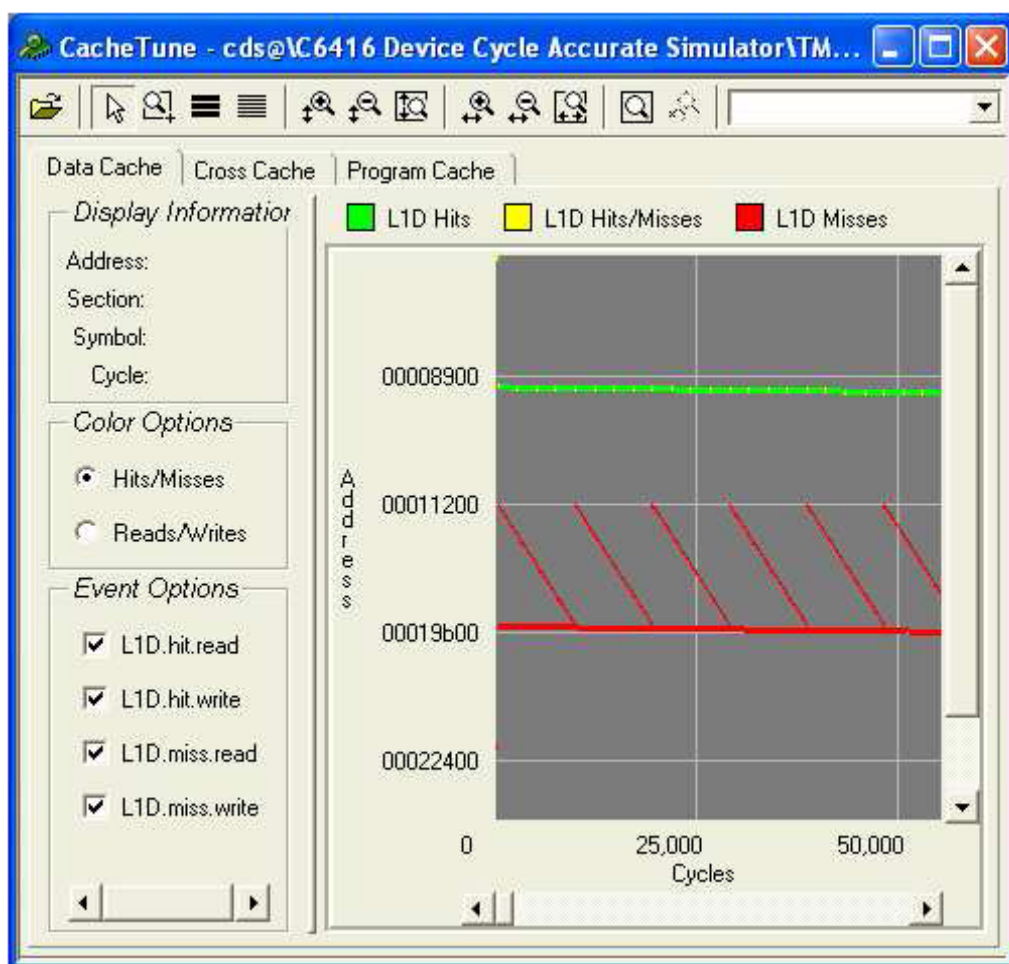 CacheTune - cds@\C6416 Device Cycle Accurate Simulator\TM...
Data Cache
Cross Cache
Program Cache
Display Information
Address:
Section:
Symbol:
Cycle:
Color Options
Hits/Misses
Reads/Writes
Event Options
L1D.hit.read
L1D.hit.write
L1D.miss.read
L1D.miss.write
L1D Hits
L1D Hits/Misses
L1D Misses
Address
00008900
00011200
00019b00
00022400
0
25,000
50,000
Cycles